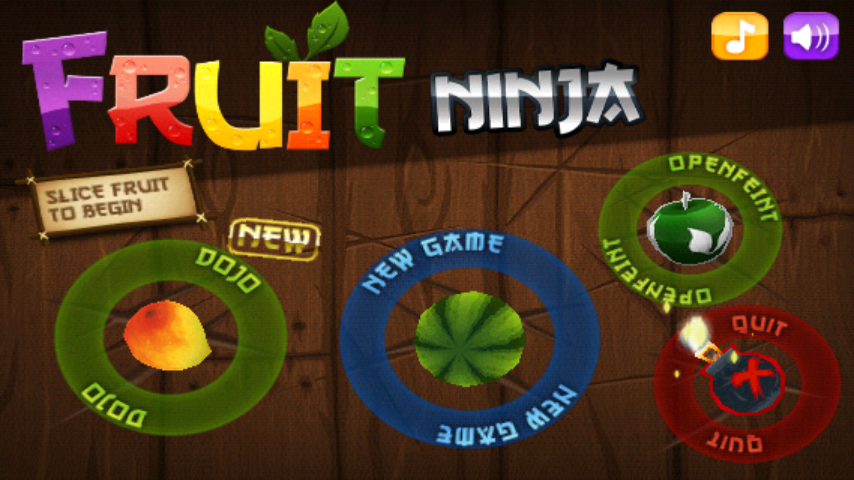 FRUIT NINJA
SLICE FRUIT
TO BEGIN
NEW
DOJO
DOJO
NEW GAME
NEW GAME
OPENFEINT
OPENFEINT
QUIT
QUIT